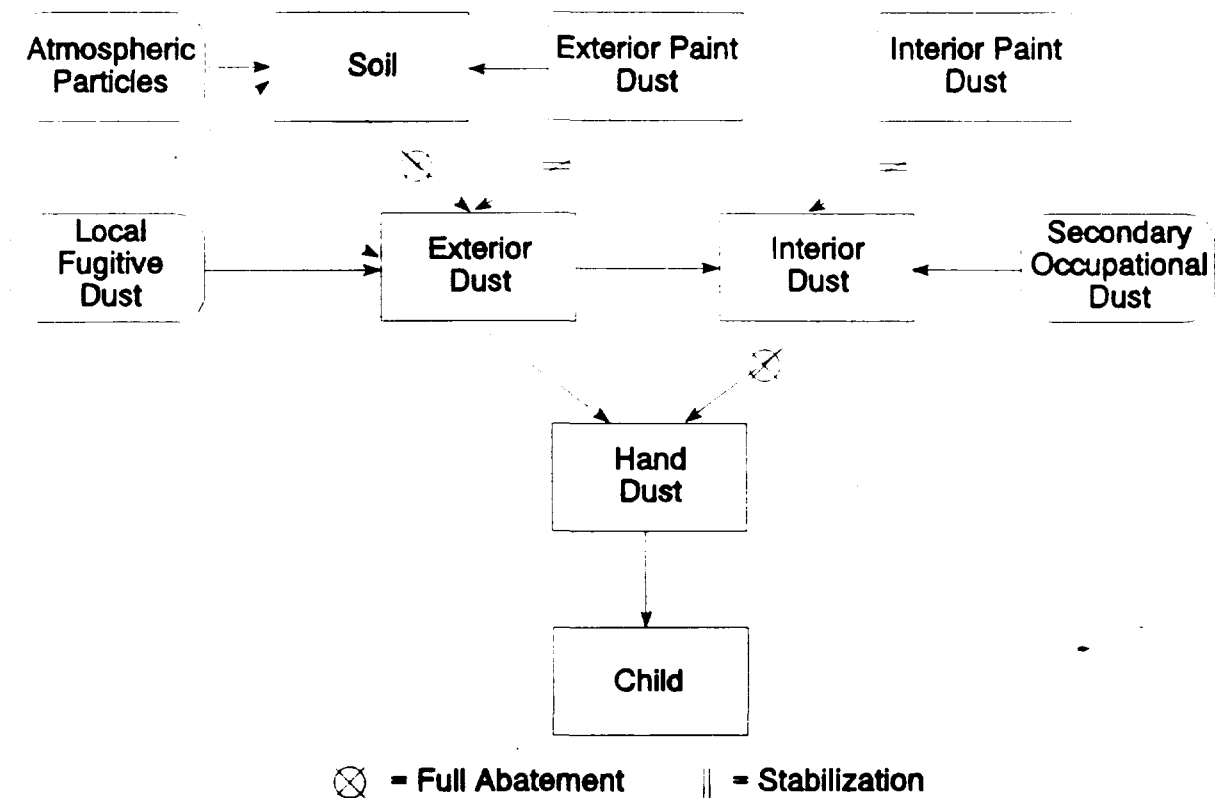 Atmospheric
Particles
Soil
Exterior Paint
Dust
Interior Paint
Dust
Local
Fugitive
Dust
Exterior
Dust
Interior
Dust
Secondary
Occupational
Dust
Hand
Dust
Child
= Full Abatement
|| = Stabilization